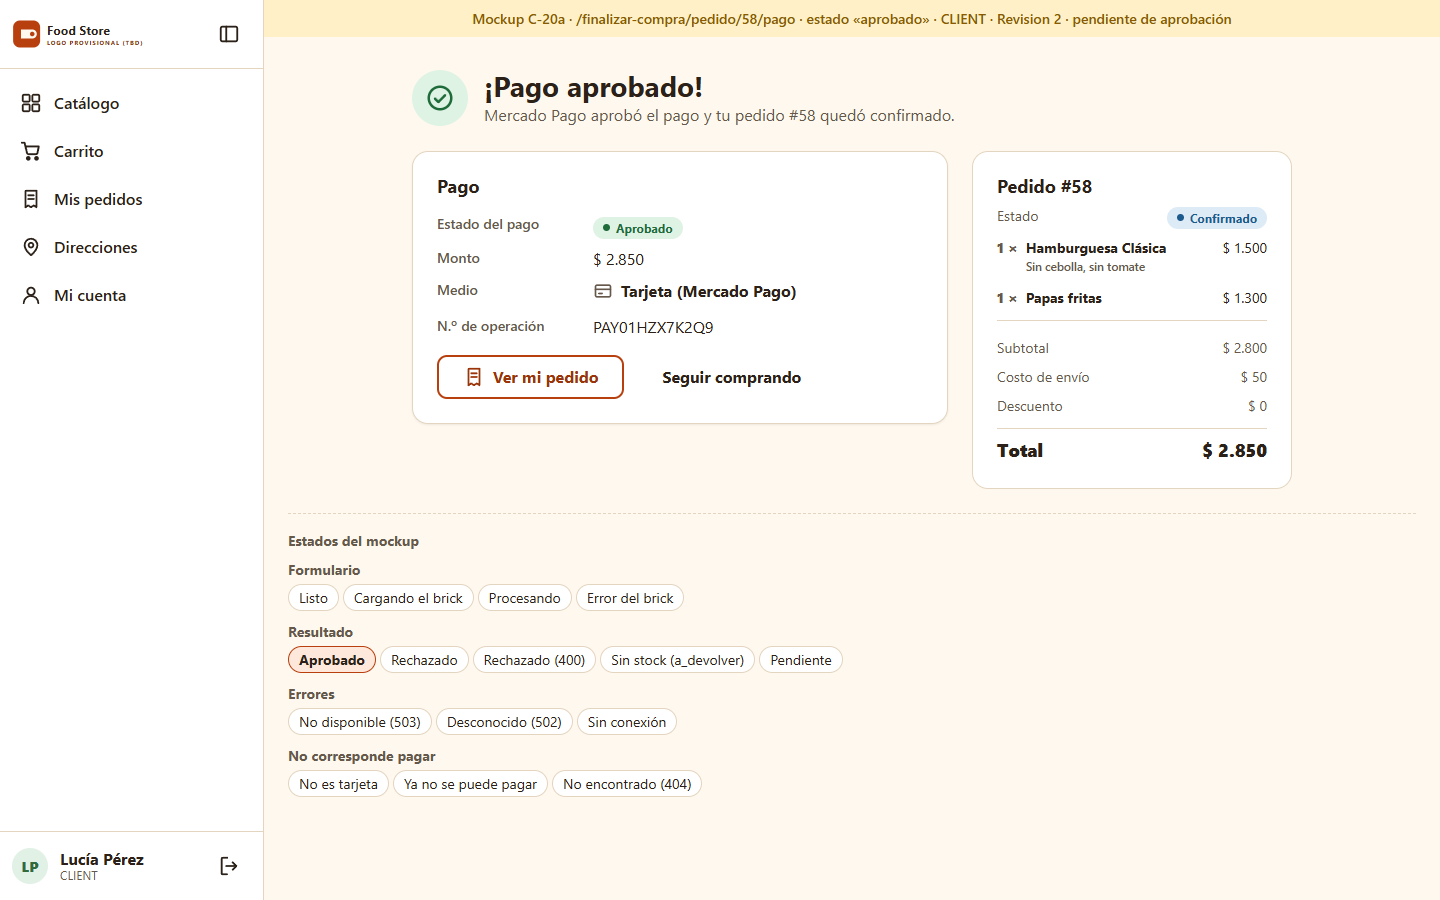 Food Store
LOGO PROVISIONAL (TBD)
Catálogo
Carrito
Mis pedidos
Direcciones
Mi cuenta
LP
Lucía Pérez
CLIENT
Mockup C-20a · /finalizar-compra/pedido/58/pago · estado «aprobado» · CLIENT · Revision 2 · pendiente de aprobación
¡Pago aprobado!
Mercado Pago aprobó el pago y tu pedido #58 quedó confirmado.
Pago
Estado del pago Aprobado
Monto $ 2.850
Medio Tarjeta (Mercado Pago)
N.º de operación PAY01HZX7K2Q9
Ver mi pedido Seguir comprando
Pedido #58
Estado Confirmado
1 × Hamburguesa Clásica $ 1.500
Sin cebolla, sin tomate
1 × Papas fritas $ 1.300
Subtotal $ 2.800
Costo de envío $ 50
Descuento $ 0
Total $ 2.850
Estados del mockup
Formulario
Listo Cargando el brick Procesando Error del brick
Resultado
Aprobado Rechazado Rechazado (400) Sin stock (a_devolver) Pendiente
Errores
No disponible (503) Desconocido (502) Sin conexión
No corresponde pagar
No es tarjeta Ya no se puede pagar No encontrado (404)